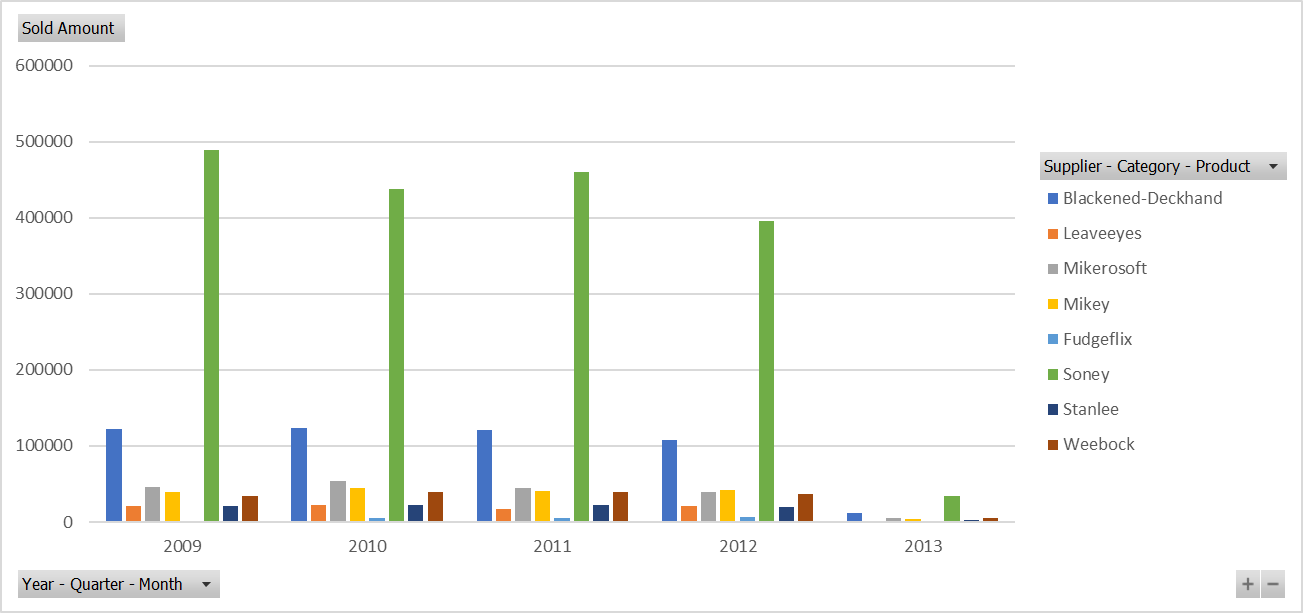 Sold Amount
600000
500000
400000
300000
200000
100000
0
2009 2010 2011 2012 2013
Supplier - Category - Product
Blackened-Deckhand
Leaveeyes
Mikerosoft
Mikey
Fudgeflix
Soney
Stanlee
Weebock
Year - Quarter - Month
+ −